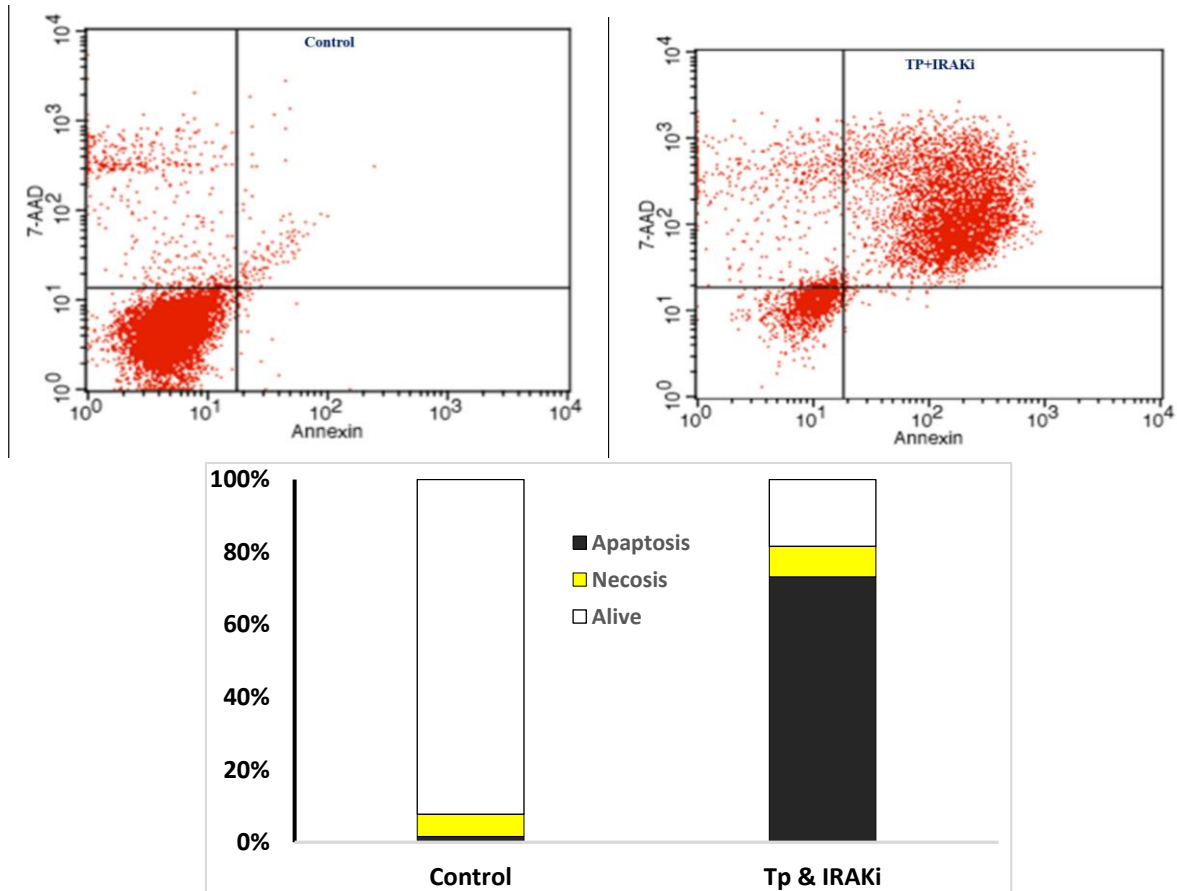 Control
10^4
10^3
10^2
10^1
10^0
7-AAD
10^0 10^1 10^2 10^3 10^4
Annexin
TP+IRAKi
10^4
10^3
10^2
10^1
10^0
7-AAD
10^0 10^1 10^2 10^3 10^4
Annexin
100%
80%
60%
40%
20%
0%
Apaptosis
Necosis
Alive
Control Tp & IRAKi